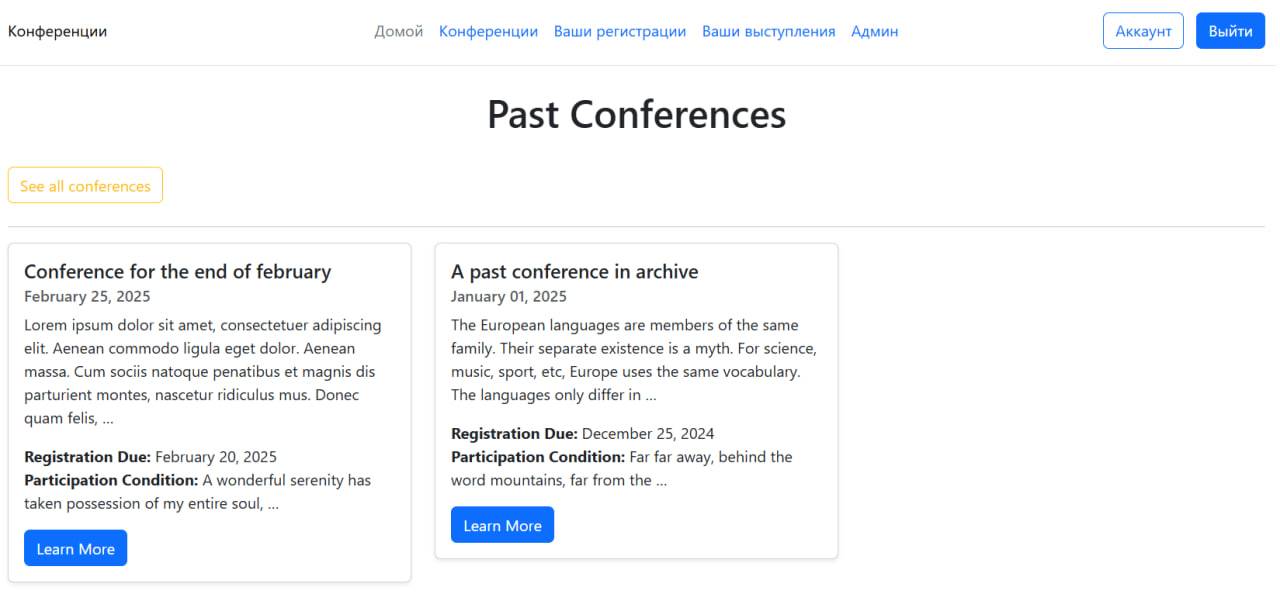 Конференции
Домой Конференции Ваши регистрации Ваши выступления Админ
Аккаунт Выйти
Past Conferences
See all conferences
Conference for the end of february
February 25, 2025
Lorem ipsum dolor sit amet, consectetuer adipiscing
elit. Aenean commodo ligula eget dolor. Aenean
massa. Cum sociis natoque penatibus et magnis dis
parturient montes, nascetur ridiculus mus. Donec
quam felis, ...
Registration Due: February 20, 2025
Participation Condition: A wonderful serenity has
taken possession of my entire soul, ...
Learn More
A past conference in archive
January 01, 2025
The European languages are members of the same
family. Their separate existence is a myth. For science,
music, sport, etc, Europe uses the same vocabulary.
The languages only differ in ...
Registration Due: December 25, 2024
Participation Condition: Far far away, behind the
word mountains, far from the ...
Learn More